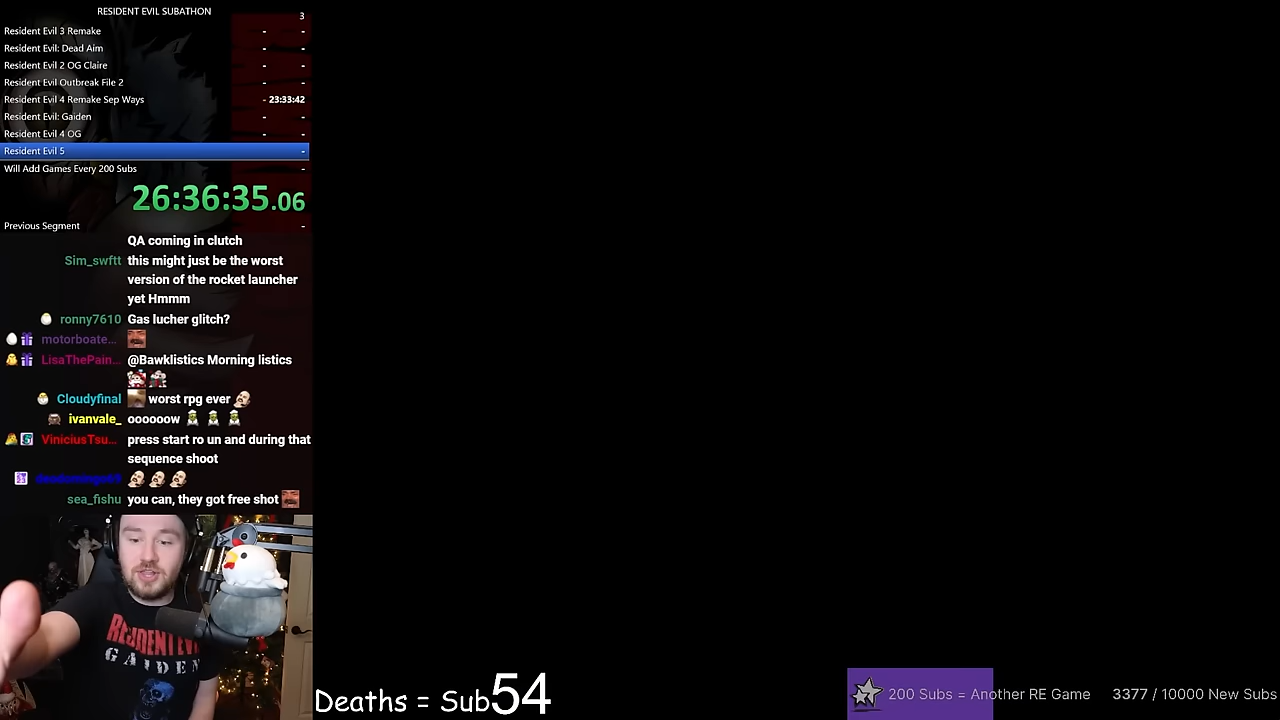 RESIDENT EVIL SUBATHON
3
Resident Evil 3 Remake - -
Resident Evil: Dead Aim - -
Resident Evil 2 OG Claire - -
Resident Evil Outbreak File 2 - -
Resident Evil 4 Remake Sep Ways - 23:33:42
Resident Evil: Gaiden - -
Resident Evil 4 OG - -
Resident Evil 5 -
Will Add Games Every 200 Subs -
26:36:35.06
Previous Segment -
QA coming in clutch
Sim_swftt this might just be the worst
version of the rocket launcher
yet Hmmm
ronny7610 Gas lucher glitch?
motorboate...
LisaThePain... @Bawklistics Morning listics
Cloudyfinal worst rpg ever
ivanvale_ oooooow
ViniciusTsu... press start ro un and during that
sequence shoot
sea_fishu you can, they got free shot
RESIDENT EVIL
GAIDEN
Deaths = Sub 54
200 Subs = Another RE Game 3377 / 10000 New Subs